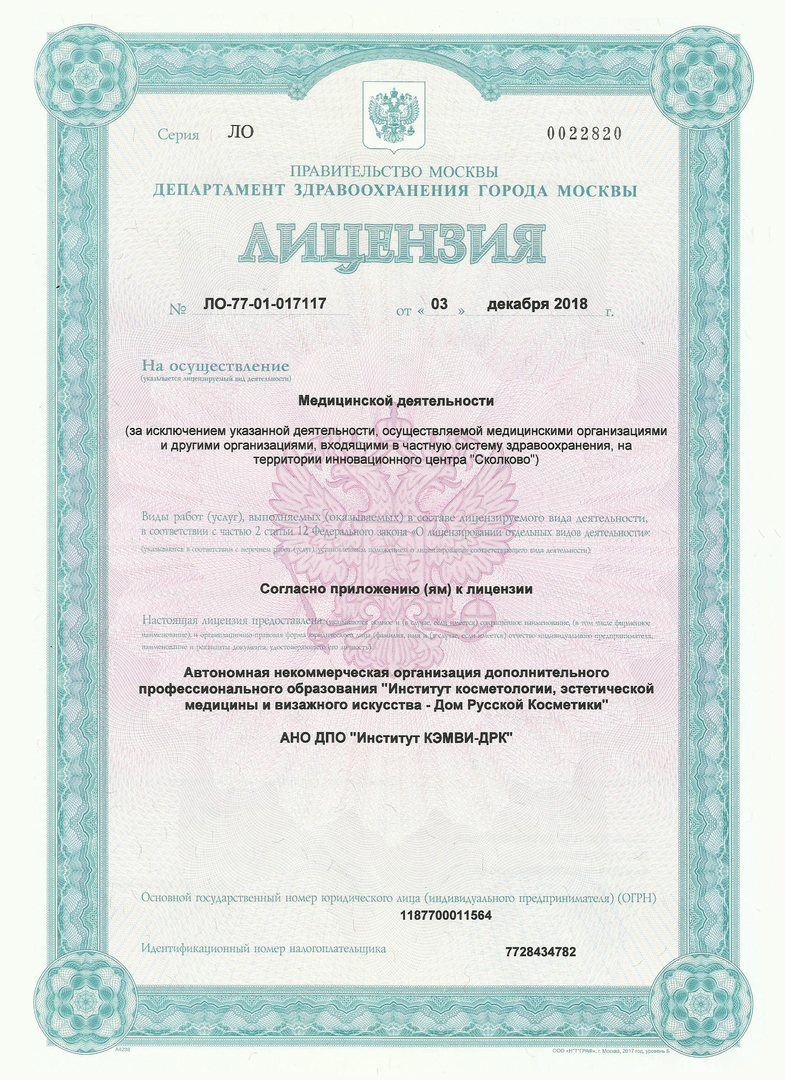 Серия ЛО 0022820
ПРАВИТЕЛЬСТВО МОСКВЫ
ДЕПАРТАМЕНТ ЗДРАВООХРАНЕНИЯ ГОРОДА МОСКВЫ
ЛИЦЕНЗИЯ
№ ЛО-77-01-017117 от « 03 » декабря 2018 г.
На осуществление
(указывается лицензируемый вид деятельности)
Медицинской деятельности
(за исключением указанной деятельности, осуществляемой медицинскими организациями
и другими организациями, входящими в частную систему здравоохранения, на
территории инновационного центра "Сколково")
Виды работ (услуг), выполняемых (оказываемых) в составе лицензируемого вида деятельности,
в соответствии с частью 2 статьи 12 Федерального закона «О лицензировании отдельных видов деятельности»:
(указываются в соответствии с перечнем работ (услуг), установленным положением о лицензировании соответствующего вида деятельности)
Согласно приложению (ям) к лицензии
Настоящая лицензия предоставлена (указываются полное и (в случае, если имеется) сокращённое наименование, (в том числе фирменное
наименование) и организационно-правовая форма юридического лица (фамилия, имя и (в случае, если имеется) отчество индивидуального предпринимателя,
наименование и реквизиты документа, удостоверяющего его личность)
Автономная некоммерческая организация дополнительного
профессионального образования "Институт косметологии, эстетической
медицины и визажного искусства - Дом Русской Косметики"
АНО ДПО "Институт КЭМВИ-ДРК"
Основной государственный номер юридического лица (индивидуального предпринимателя) (ОГРН)
1187700011564
Идентификационный номер налогоплательщика 7728434782
А4238 ООО «Н"Т"ГРАФ», г. Москва, 2017 год, уровень Б